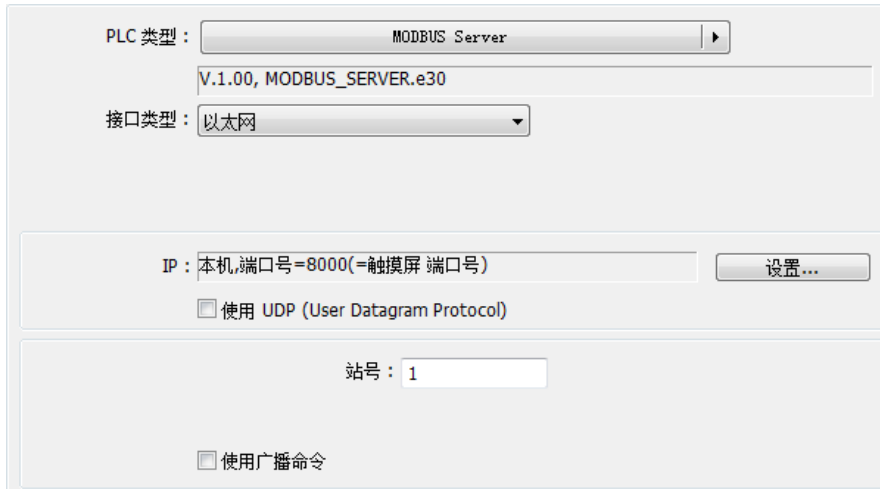 PLC 类型： MODBUS Server
V.1.00, MODBUS_SERVER.e30
接口类型： 以太网
IP： 本机,端口号=8000(=触摸屏 端口号) 设置...
使用 UDP (User Datagram Protocol)
站号： 1
使用广播命令